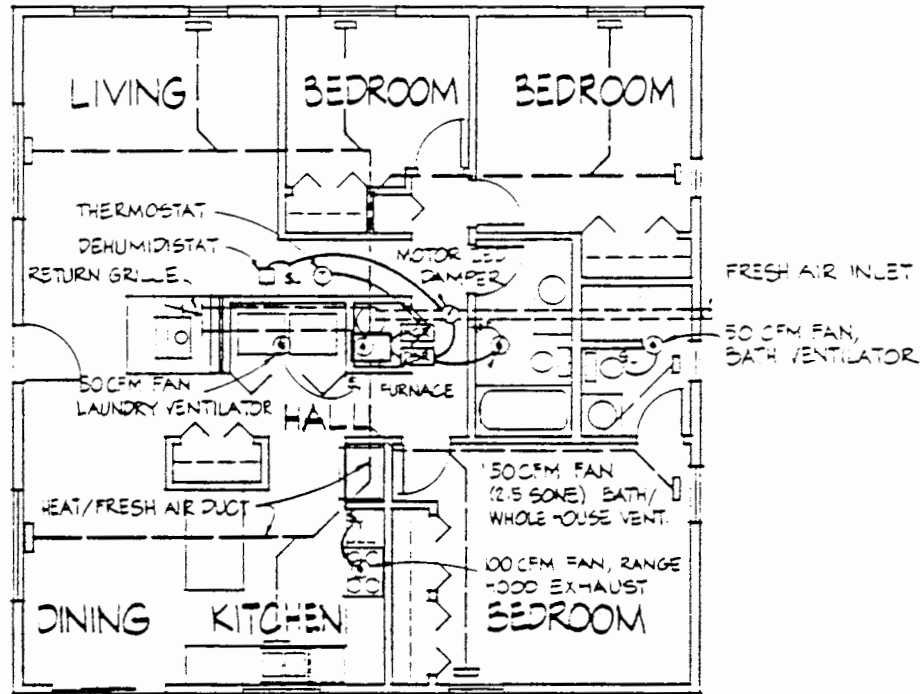 LIVING
BEDROOM
BEDROOM
THERMOSTAT
DEHUMIDISTAT
RETURN GRILLE
MOTORIZED
DAMPER
FRESH AIR INLET
50 CFM FAN,
BATH VENTILATOR
50 CFM FAN
LAUNDRY VENTILATOR
FURNACE
HALL
HEAT/FRESH AIR DUCT
150 CFM FAN
(2.5 SONE) BATH/
WHOLE HOUSE VENT.
100 CFM FAN, RANGE
HOOD EXHAUST
DINING
KITCHEN
BEDROOM